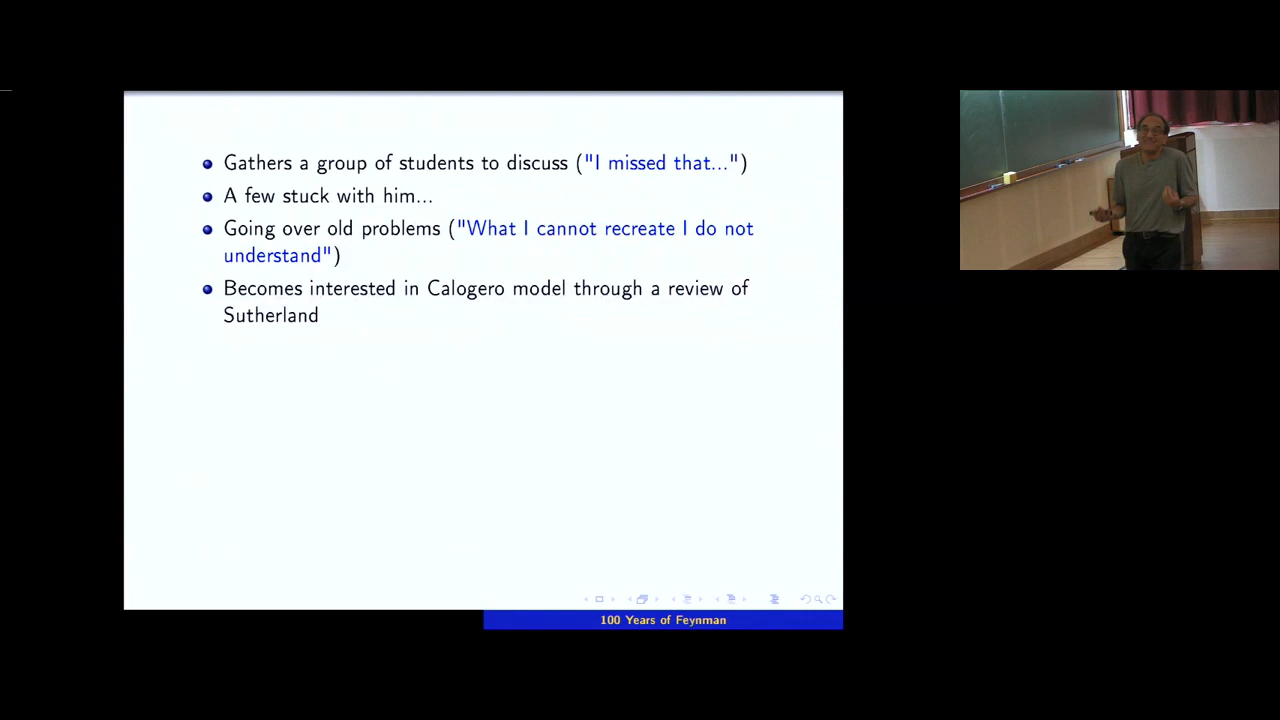 Gathers a group of students to discuss ("I missed that...")
A few stuck with him...
Going over old problems ("What I cannot recreate I do not
understand")
Becomes interested in Calogero model through a review of
Sutherland
100 Years of Feynman